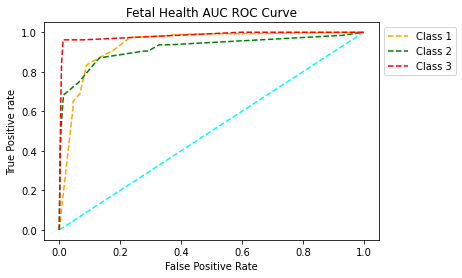 Fetal Health AUC ROC Curve
True Positive rate
1.0
0.8
0.6
0.4
0.2
0.0
0.0 0.2 0.4 0.6 0.8 1.0
False Positive Rate
Class 1
Class 2
Class 3